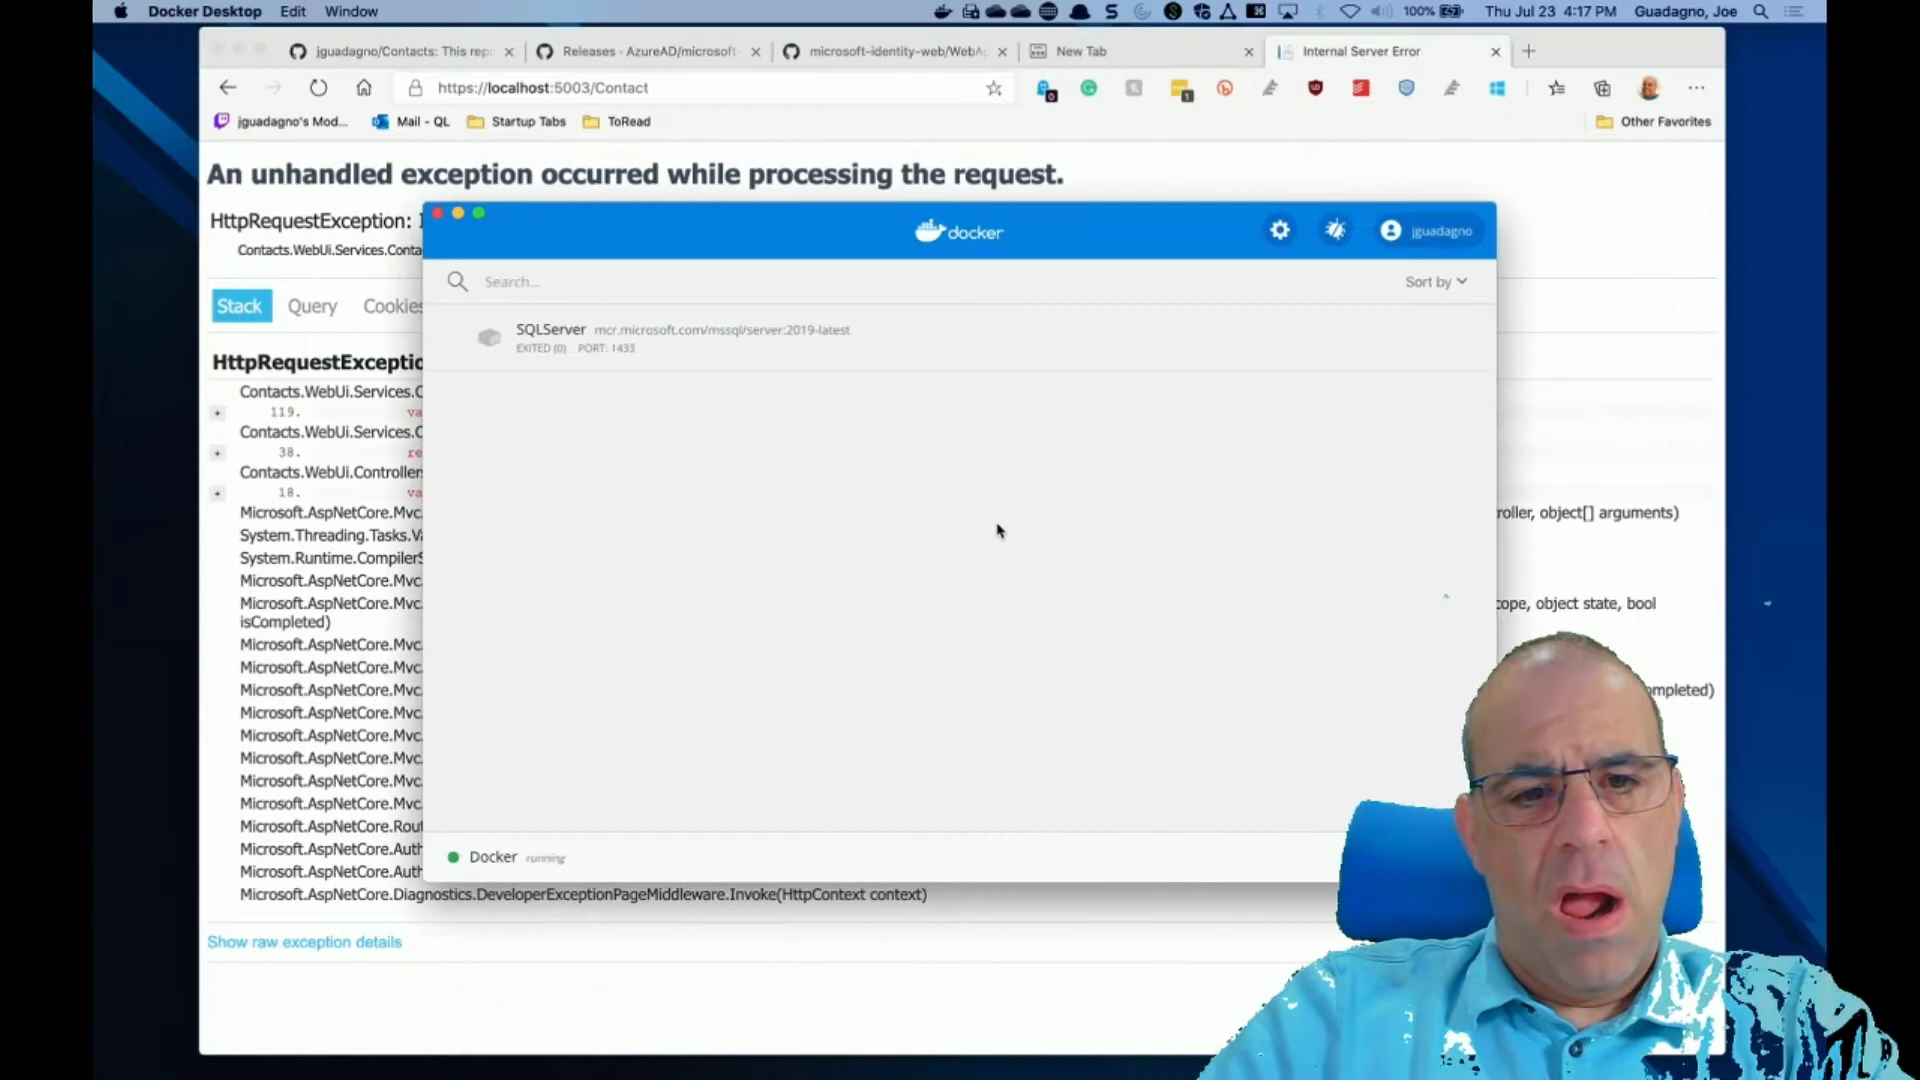 Docker Desktop Edit Window 100% Thu Jul 23 4:17 PM Guadagno, Joe
jguadagno/Contacts: This rep Releases - AzureAD/microsoft- microsoft-identity-web/WebA New Tab Internal Server Error
https://localhost:5003/Contact
jguadagno's Mod... Mail - QL Startup Tabs ToRead Other Favorites
An unhandled exception occurred while processing the request.
HttpRequestException:
Contacts.WebUi.Services.Conta
docker
jguadagno
Search...
Sort by
Stack Query Cookies
SQLServer mcr.microsoft.com/mssql/server:2019-latest
EXITED (0) PORT: 1433
HttpRequestExceptio
Contacts.WebUi.Services.C
119. va
Contacts.WebUi.Services.C
38. re
Contacts.WebUi.Controllers
18. va
Microsoft.AspNetCore.Mvc. roller, object[] arguments)
System.Threading.Tasks.Va
System.Runtime.CompilerS
Microsoft.AspNetCore.Mvc.
Microsoft.AspNetCore.Mvc. cope, object state, bool
isCompleted)
Microsoft.AspNetCore.Mvc.
Microsoft.AspNetCore.Mvc.
Microsoft.AspNetCore.Mvc. mpleted)
Microsoft.AspNetCore.Mvc.
Microsoft.AspNetCore.Mvc.
Microsoft.AspNetCore.Mvc.
Microsoft.AspNetCore.Mvc.
Microsoft.AspNetCore.Mvc.
Microsoft.AspNetCore.Rou
Microsoft.AspNetCore.Auth
Microsoft.AspNetCore.Auth
Docker running
Microsoft.AspNetCore.Diagnostics.DeveloperExceptionPageMiddleware.Invoke(HttpContext context)
Show raw exception details